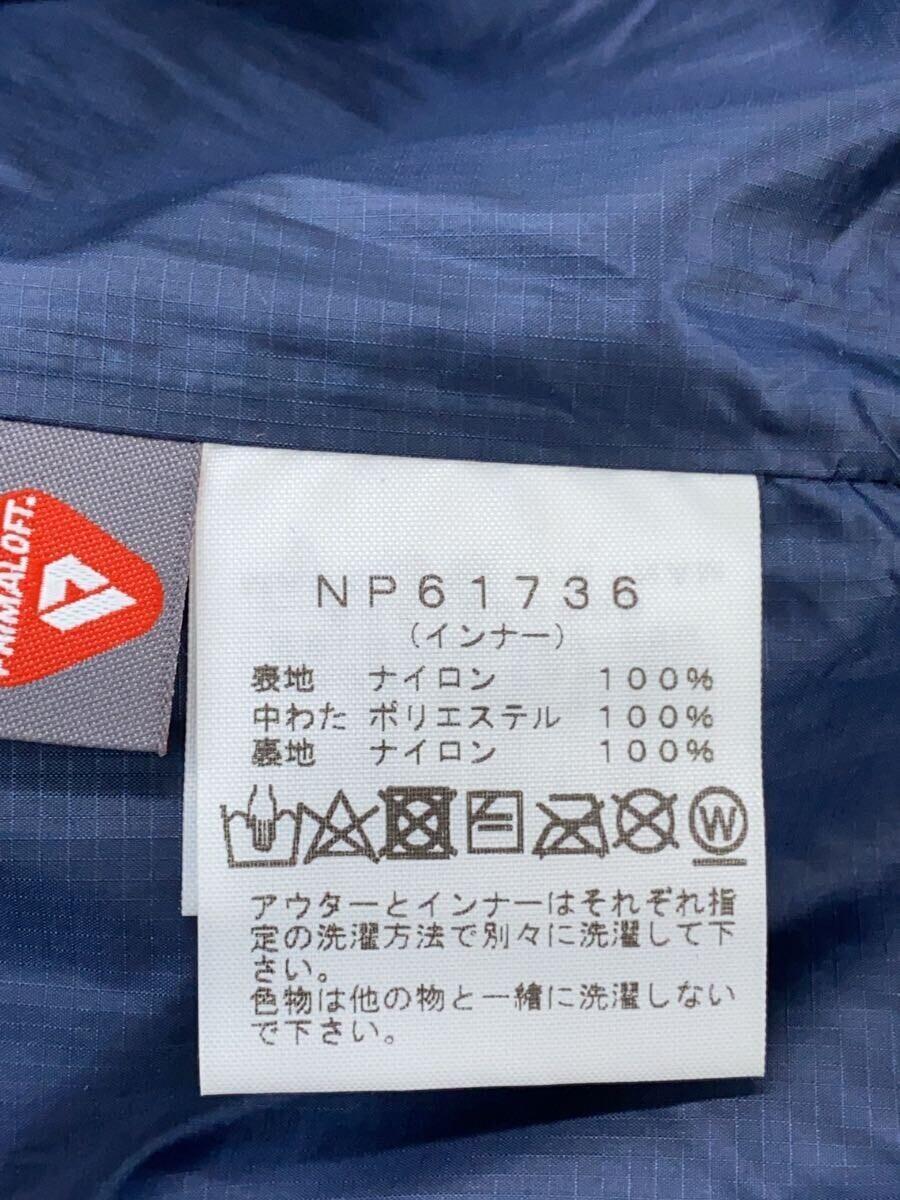 PRIMALOFT.
NP61736
(インナー)
表地 ナイロン 100%
中わた ポリエステル 100%
裏地 ナイロン 100%
W
アウターとインナーはそれぞれ指
定の洗濯方法で別々に洗濯して下
さい。
色物は他の物と一緒に洗濯しない
で下さい。